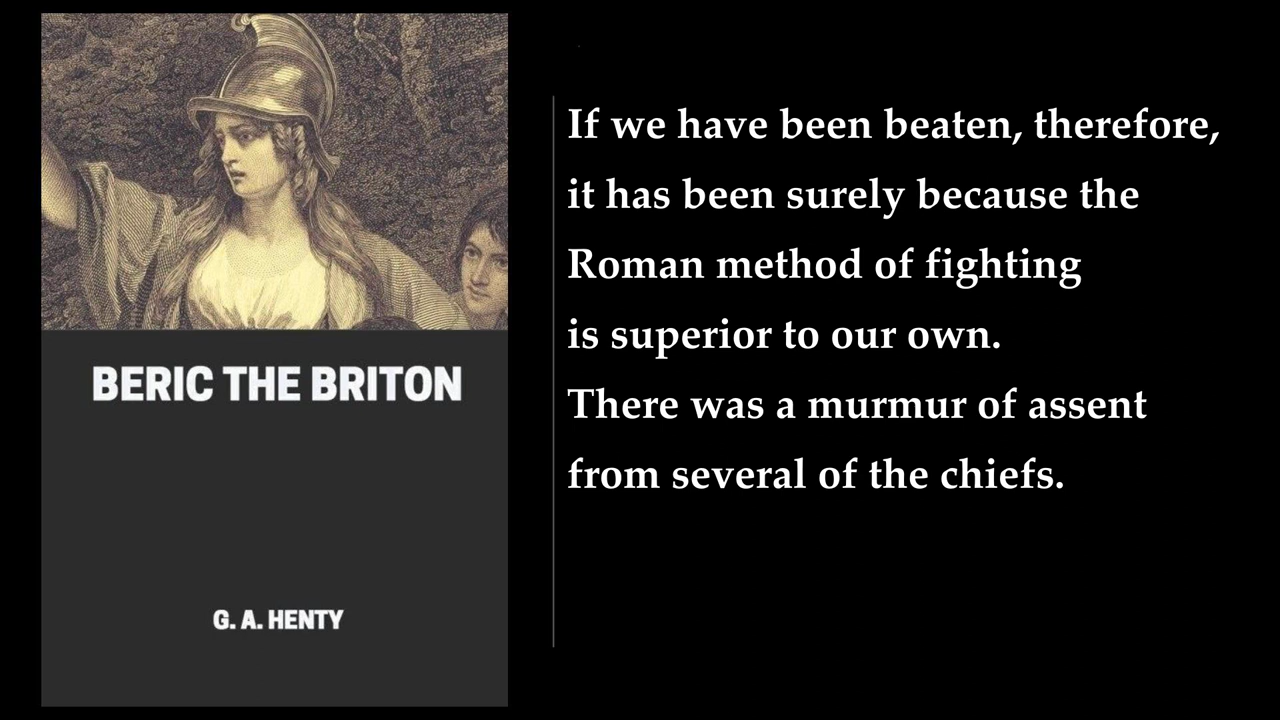 BERIC THE BRITON
G. A. HENTY
If we have been beaten, therefore,
it has been surely because the
Roman method of fighting
is superior to our own.
There was a murmur of assent
from several of the chiefs.